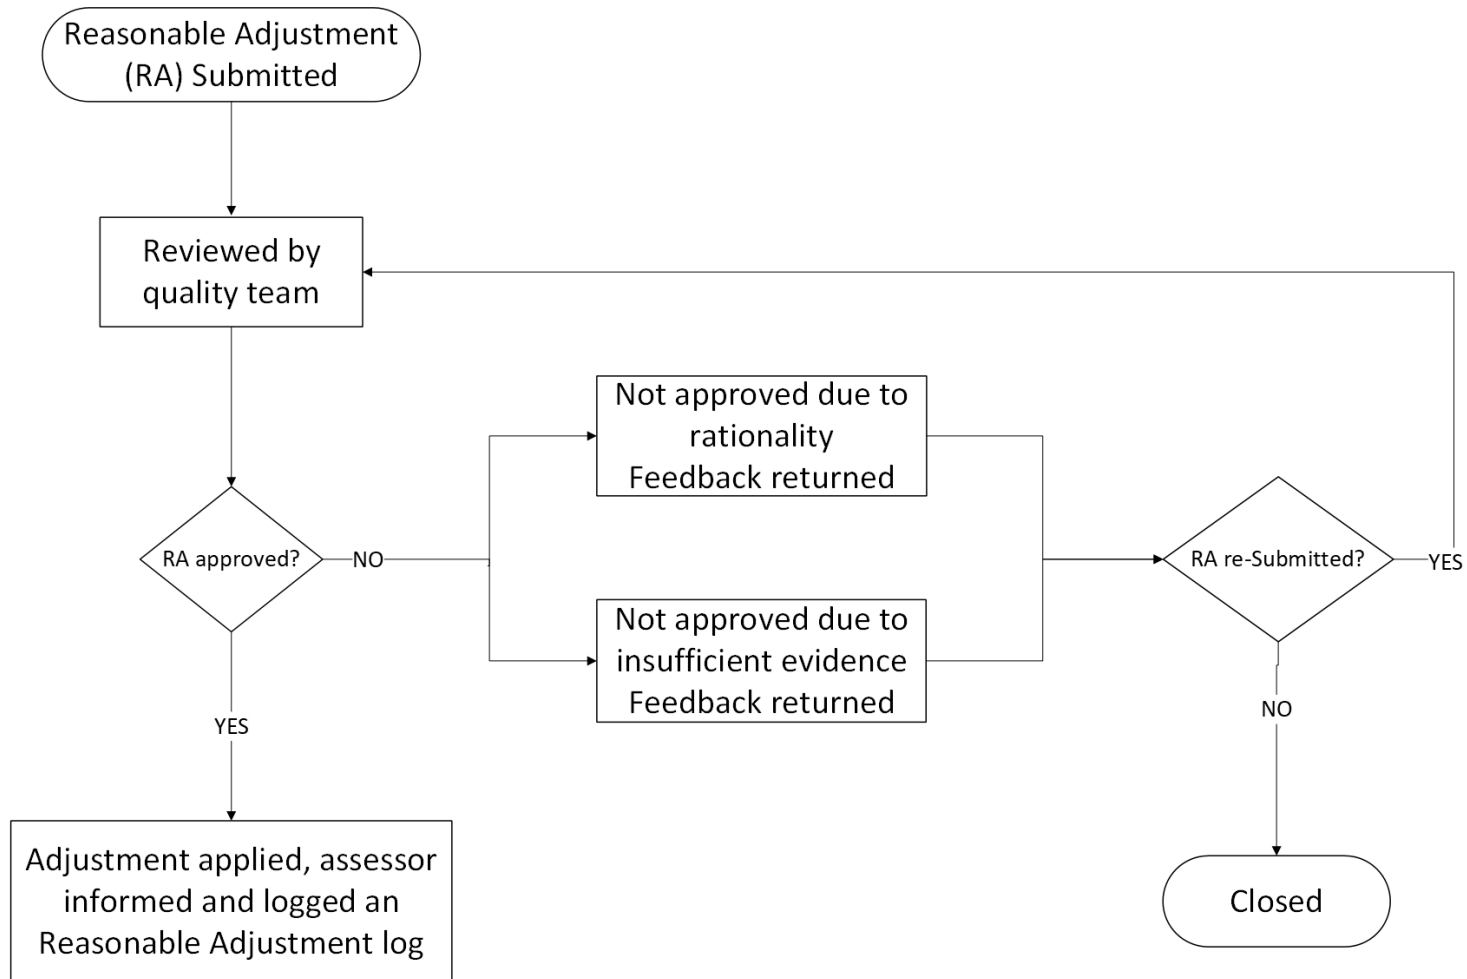 Reasonable Adjustment
(RA) Submitted
Reviewed by
quality team
Not approved due to
rationality
Feedback returned
RA approved?
NO
RA re-Submitted?
YES
Not approved due to
insufficient evidence
Feedback returned
YES
NO
Adjustment applied, assessor
informed and logged an
Reasonable Adjustment log
Closed